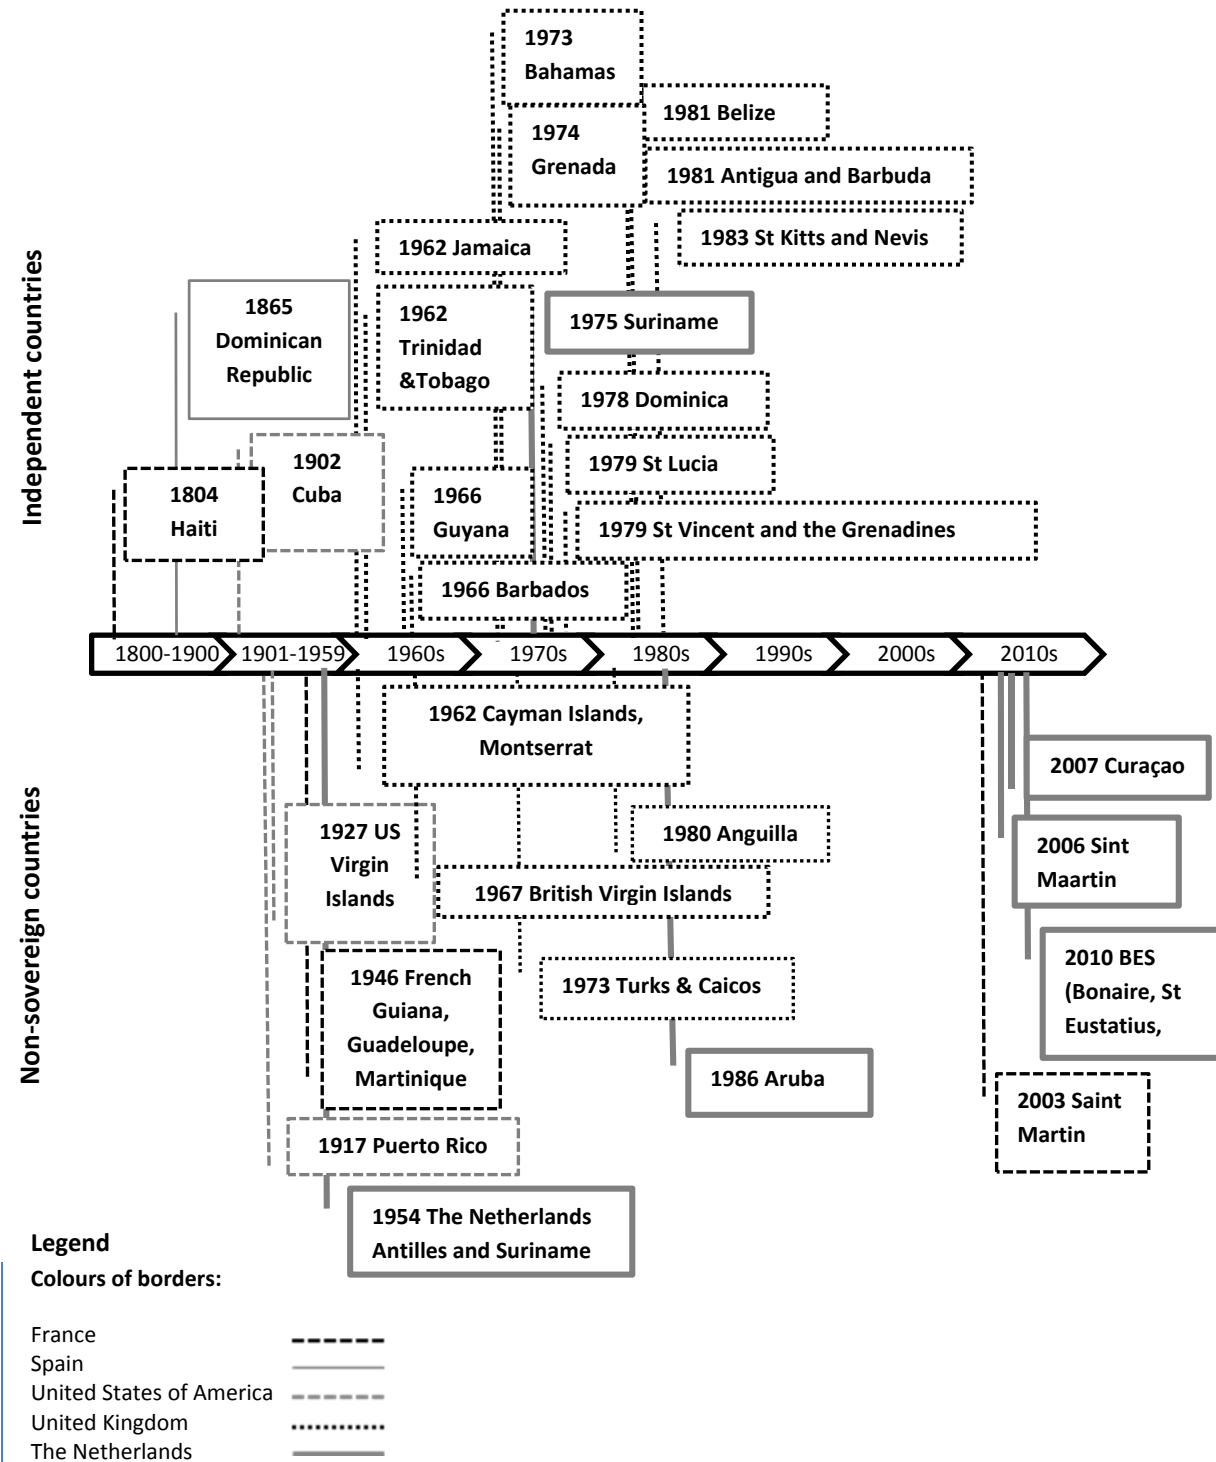 Independent countries
1973
Bahamas
1981 Belize
1974
Grenada
1981 Antigua and Barbuda
1983 St Kitts and Nevis
1962 Jamaica
1865
Dominican
Republic
1962
Trinidad
&Tobago
1975 Suriname
1978 Dominica
1902
Cuba
1979 St Lucia
1804
Haiti
1966
Guyana
1979 St Vincent and the Grenadines
1966 Barbados
1800-1900
1901-1959
1960s
1970s
1980s
1990s
2000s
2010s
Non-sovereign countries
1962 Cayman Islands,
Montserrat
2007 Curaçao
1927 US
Virgin
Islands
1980 Anguilla
2006 Sint
Maartin
1967 British Virgin Islands
1946 French
Guiana,
Guadeloupe,
Martinique
1973 Turks & Caicos
2010 BES
(Bonaire, St
Eustatius,
1986 Aruba
2003 Saint
Martin
1917 Puerto Rico
1954 The Netherlands
Antilles and Suriname
Legend
Colours of borders:
France
Spain
United States of America
United Kingdom
The Netherlands